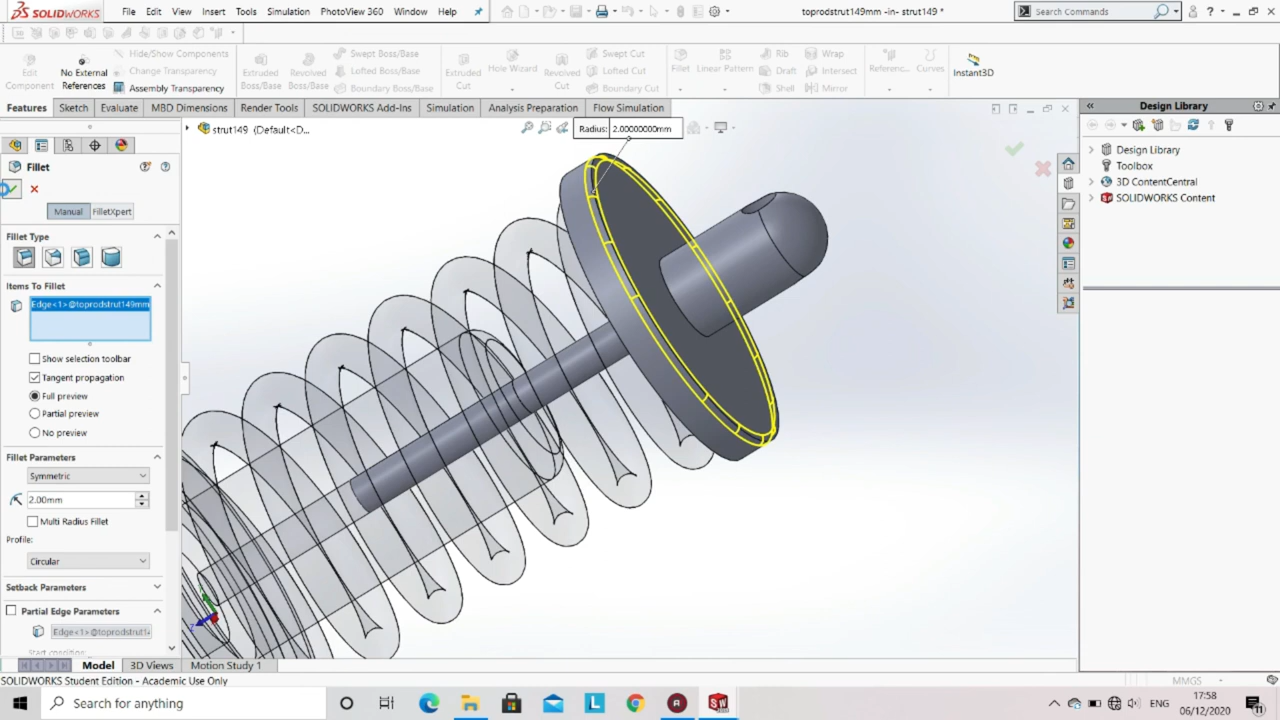 SOLIDWORKS File Edit View Insert Tools Simulation PhotoView 360 Window Help toprodstrut149mm -in- strut149 * Search Commands ?
Hide/Show Components Swept Boss/Base Swept Cut Rib Wrap
Edit Component No External References Change Transparency Extruded Boss/Base Revolved Boss/Base Lofted Boss/Base Extruded Cut Hole Wizard Revolved Cut Lofted Cut Fillet Linear Pattern Draft Intersect Referenc... Curves Instant3D
Assembly Transparency Boundary Boss/Base Boundary Cut Shell Mirror
Features Sketch Evaluate MBD Dimensions Render Tools SOLIDWORKS Add-Ins Simulation Analysis Preparation Flow Simulation
Design Library
strut149 (Default<D...
Radius: 2.00000000mm
Design Library
Toolbox
3D ContentCentral
SOLIDWORKS Content
Fillet
Manual FilletXpert
Fillet Type
Items To Fillet
Edge<1>@toprodstrut149mm
Show selection toolbar
Tangent propagation
Full preview
Partial preview
No preview
Fillet Parameters
Symmetric
2.00mm
Multi Radius Fillet
Profile:
Circular
Setback Parameters
Partial Edge Parameters
Edge<1>@toprodstrut1
Start condition:
Z
Model 3D Views Motion Study 1
SOLIDWORKS Student Edition - Academic Use Only
MMGS
Search for anything
L
SW
ENG
17:58
06/12/2020
11